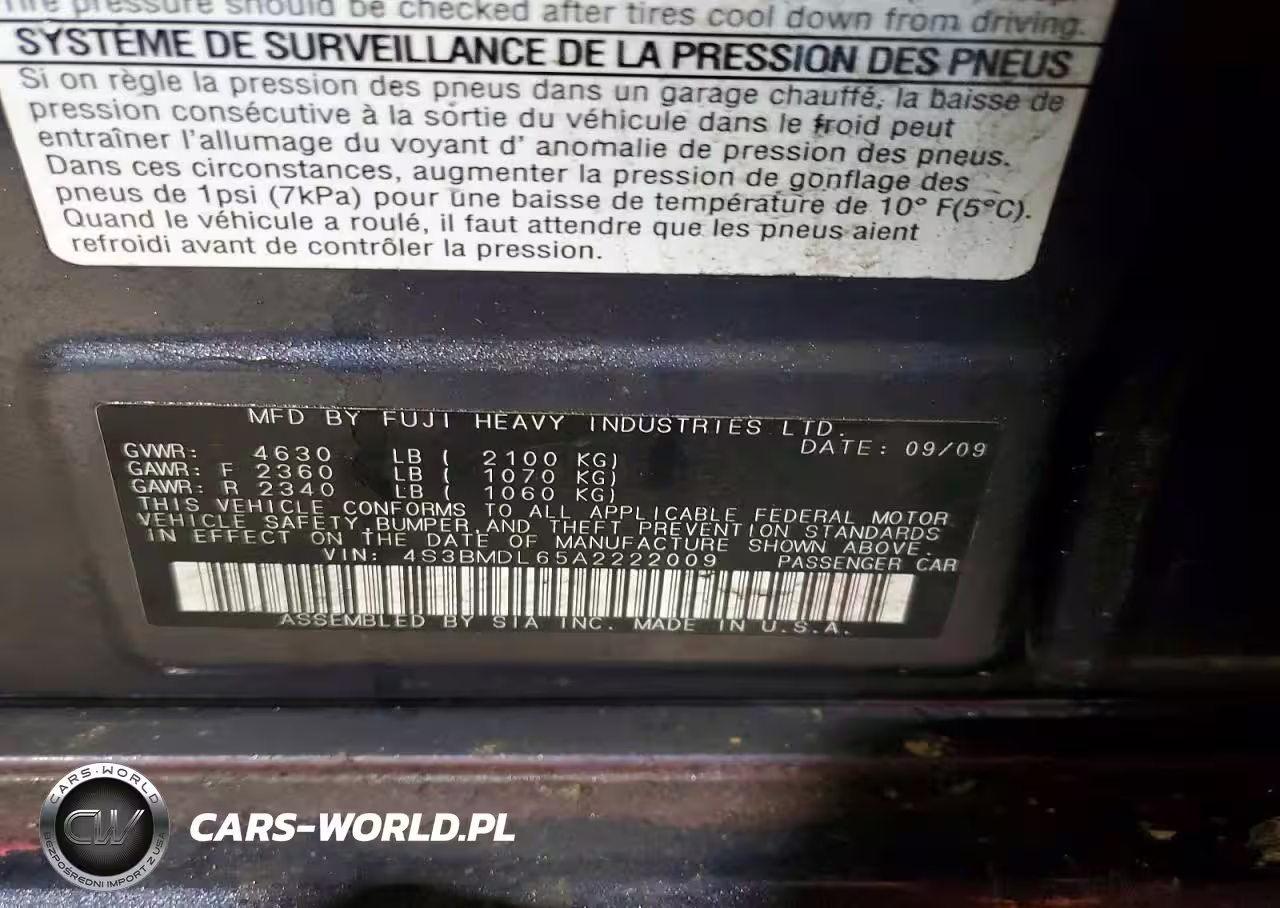 Tire pressure should be checked after tires cool down from driving.
SYSTÈME DE SURVEILLANCE DE LA PRESSION DES PNEUS
Si on règle la pression des pneus dans un garage chauffé, la baisse de
pression consécutive à la sortie du véhicule dans le froid peut
entraîner l'allumage du voyant d' anomalie de pression des pneus.
Dans ces circonstances, augmenter la pression de gonflage des
pneus de 1psi (7kPa) pour une baisse de température de 10° F(5°C).
Quand le véhicule a roulé, il faut attendre que les pneus aient
refroidi avant de contrôler la pression.
MFD BY FUJI HEAVY INDUSTRIES LTD.
DATE: 09/09
GVWR: 4630 LB ( 2100 KG)
GAWR: F 2360 LB ( 1070 KG)
GAWR: R 2340 LB ( 1060 KG)
THIS VEHICLE CONFORMS TO ALL APPLICABLE FEDERAL MOTOR
VEHICLE SAFETY,BUMPER,AND THEFT PREVENTION STANDARDS
IN EFFECT ON THE DATE OF MANUFACTURE SHOWN ABOVE.
VIN: 4S3BMDL65A2222009 PASSENGER CAR
ASSEMBLED BY SIA INC. MADE IN U.S.A.
CARS-WORLD
CW
BEZPOŚREDNI IMPORT Z USA
CARS-WORLD.PL